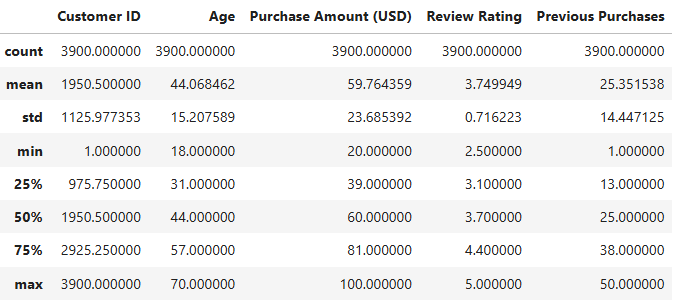 Customer ID Age Purchase Amount (USD) Review Rating Previous Purchases
count 3900.000000 3900.000000 3900.000000 3900.000000 3900.000000
mean 1950.500000 44.068462 59.764359 3.749949 25.351538
std 1125.977353 15.207589 23.685392 0.716223 14.447125
min 1.000000 18.000000 20.000000 2.500000 1.000000
25% 975.750000 31.000000 39.000000 3.100000 13.000000
50% 1950.500000 44.000000 60.000000 3.700000 25.000000
75% 2925.250000 57.000000 81.000000 4.400000 38.000000
max 3900.000000 70.000000 100.000000 5.000000 50.000000